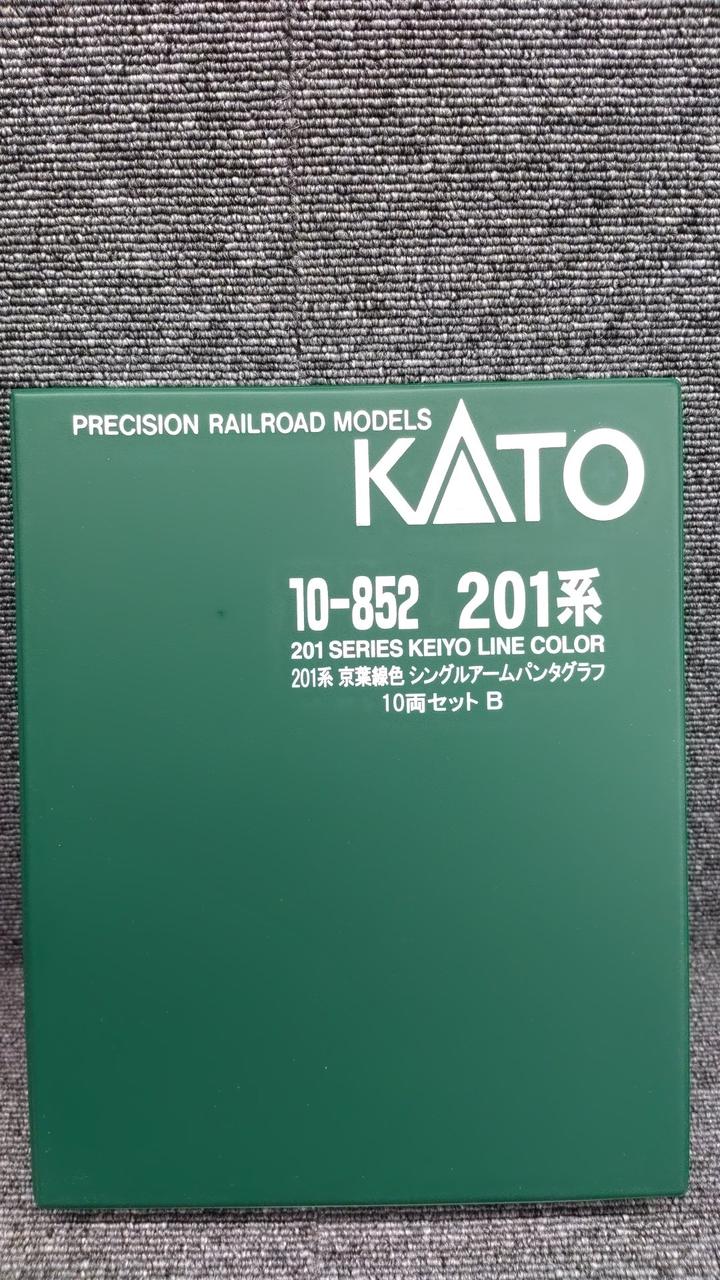 PRECISION RAILROAD MODELS
KATO
10-852 201系
201 SERIES KEIYO LINE COLOR
201系 京葉線色 シングルアームパンタグラフ
10両セット B